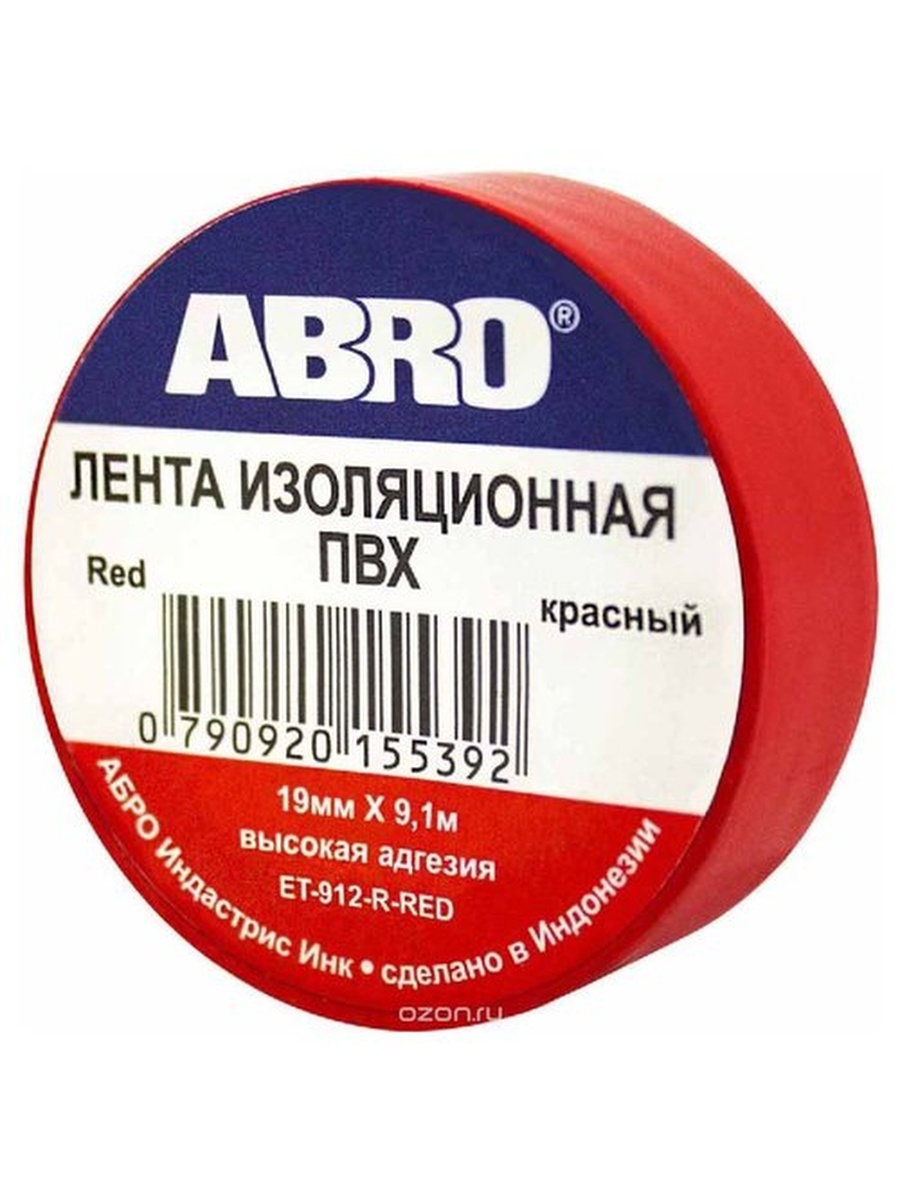 ABRO®
ЛЕНТА ИЗОЛЯЦИОННАЯ
ПВХ
Red
красный
0 790920 155392
19мм X 9,1м
высокая адгезия
ET-912-R-RED
АБРО Индастрис Инк • сделано в Индонезии
ozon.ru